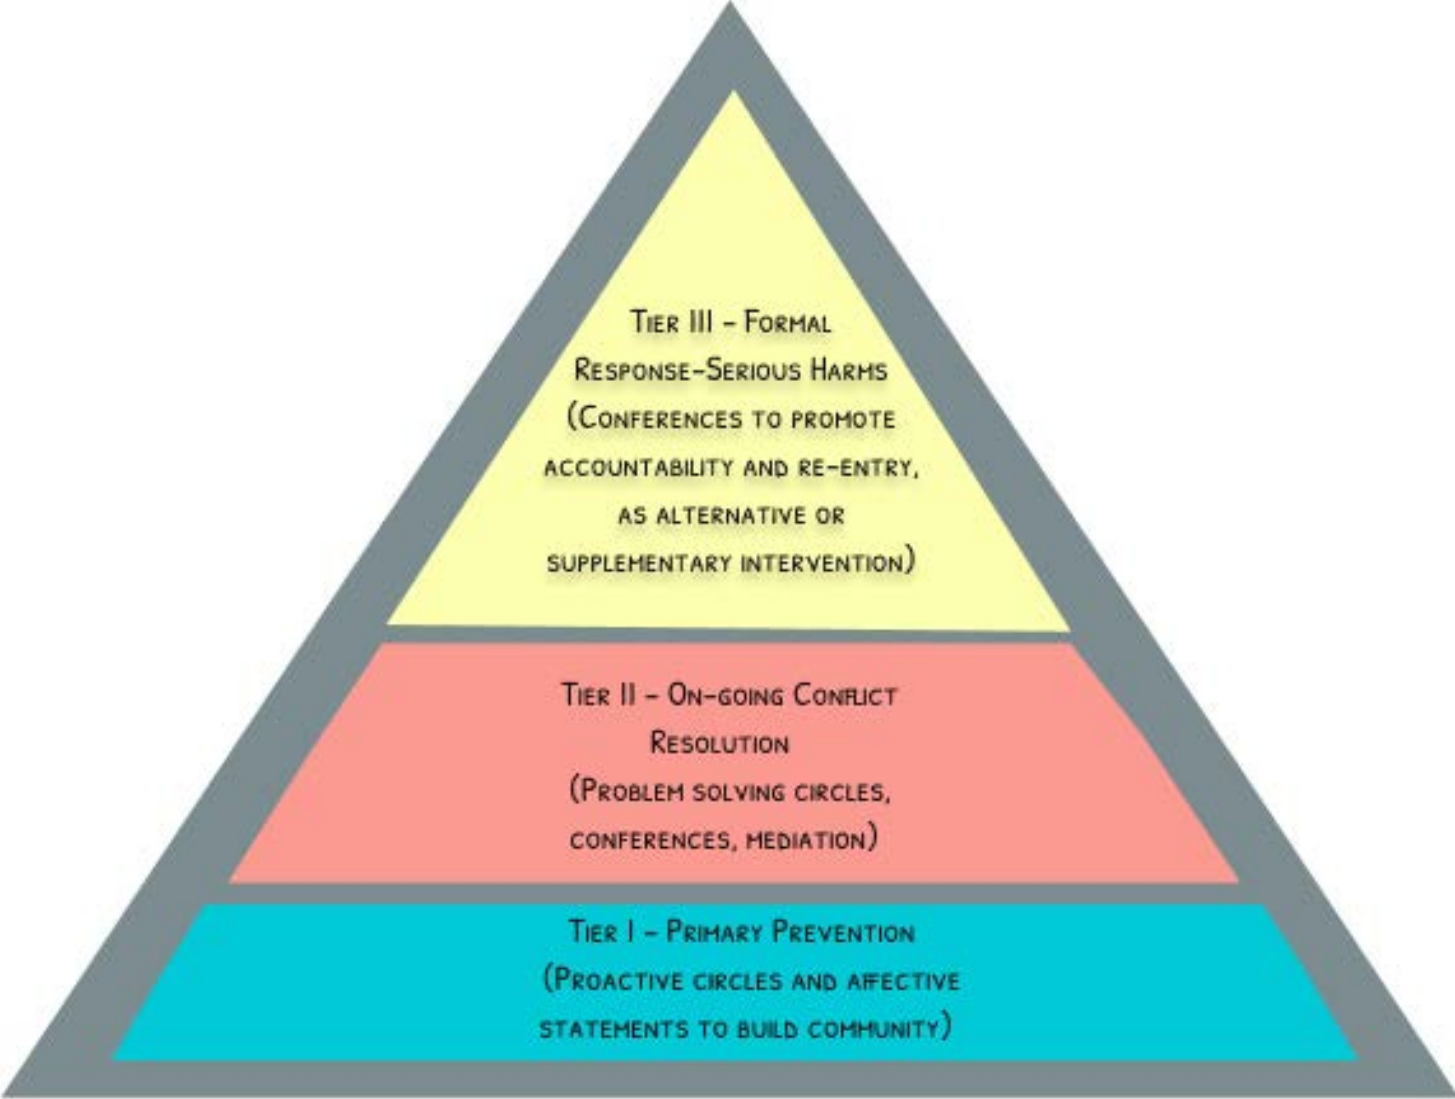 Tier III - Formal
Response-Serious Harms
(Conferences to promote
accountability and re-entry,
as alternative or
supplementary intervention)
Tier II - On-going Conflict
Resolution
(Problem solving circles,
conferences, mediation)
Tier I - Primary Prevention
(Proactive circles and affective
statements to build community)